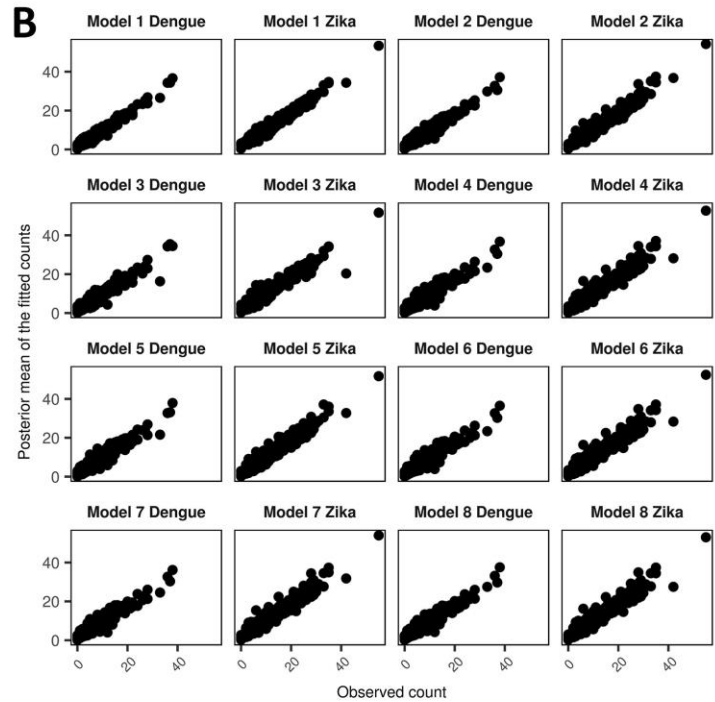 B
Model 1 Dengue Model 1 Zika Model 2 Dengue Model 2 Zika
40
20
0
Model 3 Dengue Model 3 Zika Model 4 Dengue Model 4 Zika
40
20
0
Model 5 Dengue Model 5 Zika Model 6 Dengue Model 6 Zika
40
20
0
Model 7 Dengue Model 7 Zika Model 8 Dengue Model 8 Zika
40
20
0
0 20 40 0 20 40 0 20 40 0 20 40
Posterior mean of the fitted counts
Observed count